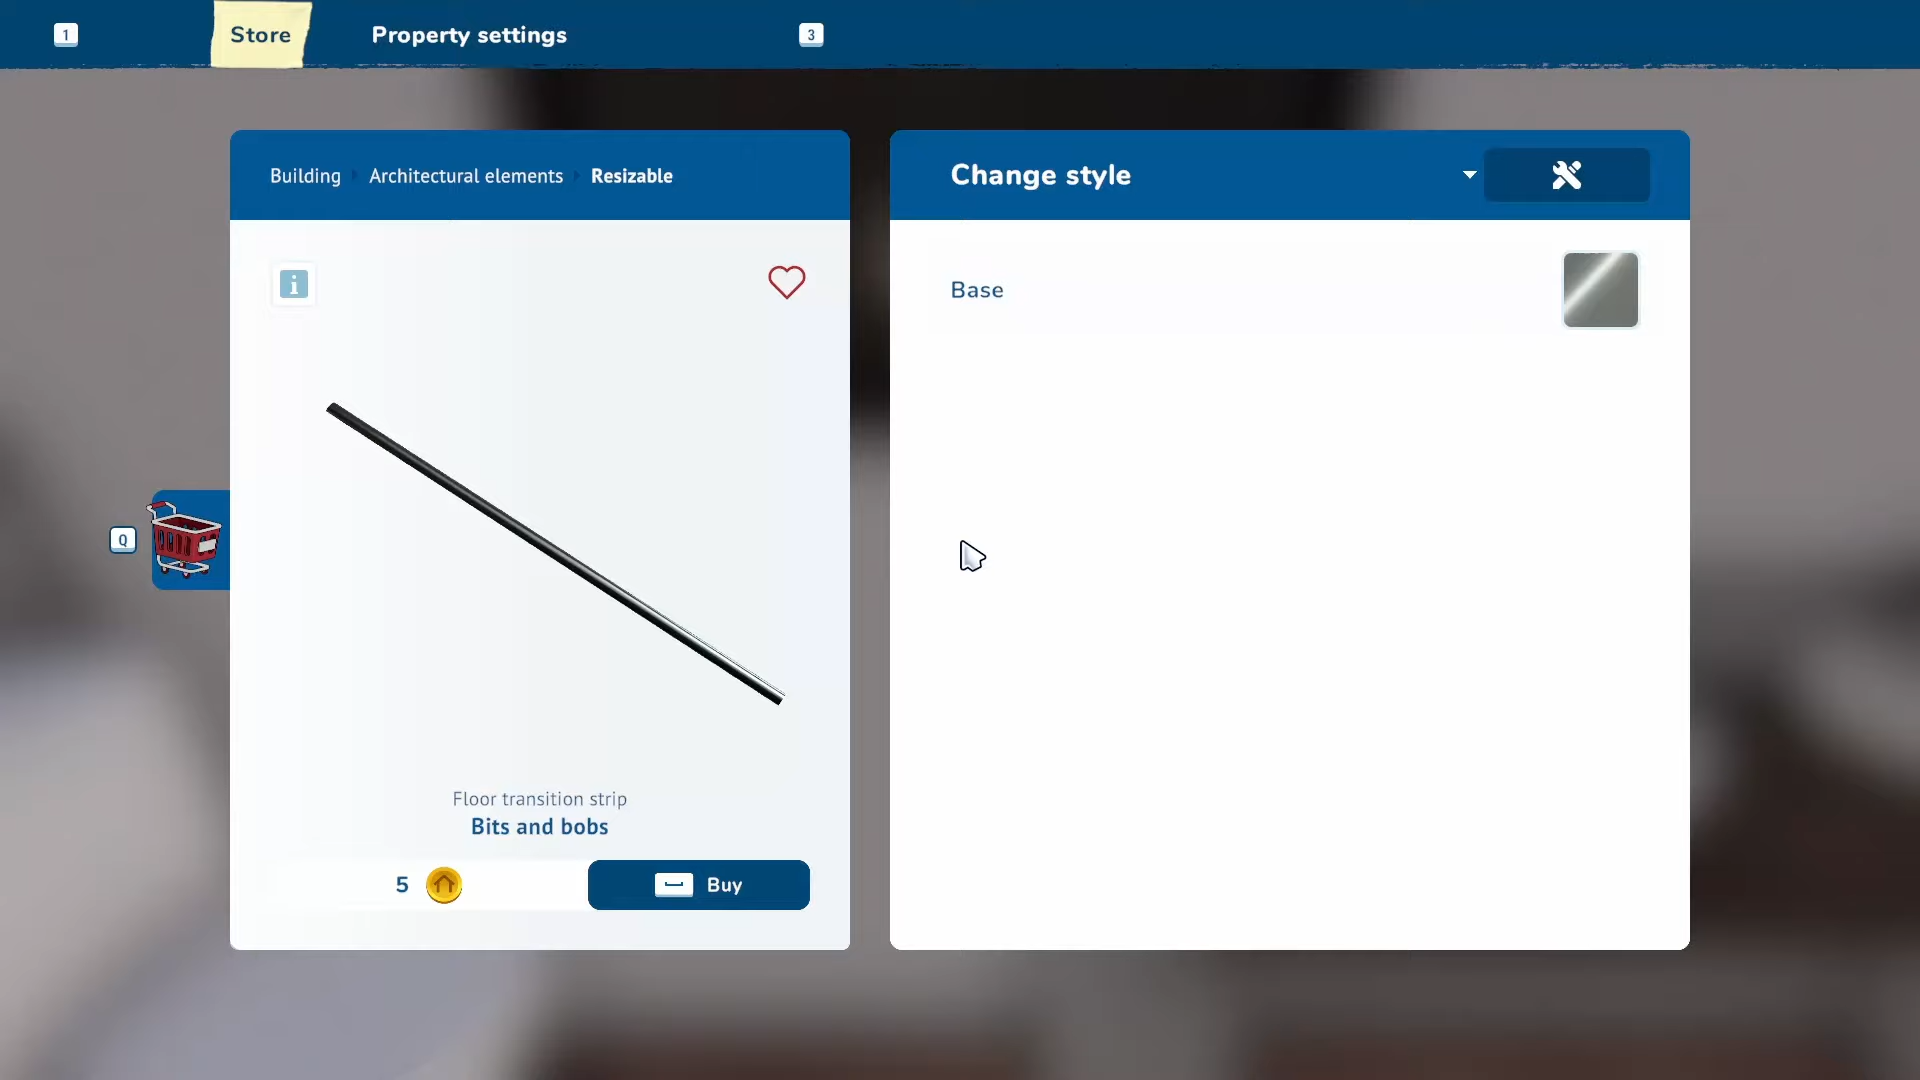 1
Store
Property settings
3
Building
Architectural elements
Resizable
Change style
i
Base
Q
Floor transition strip
Bits and bobs
5
Buy